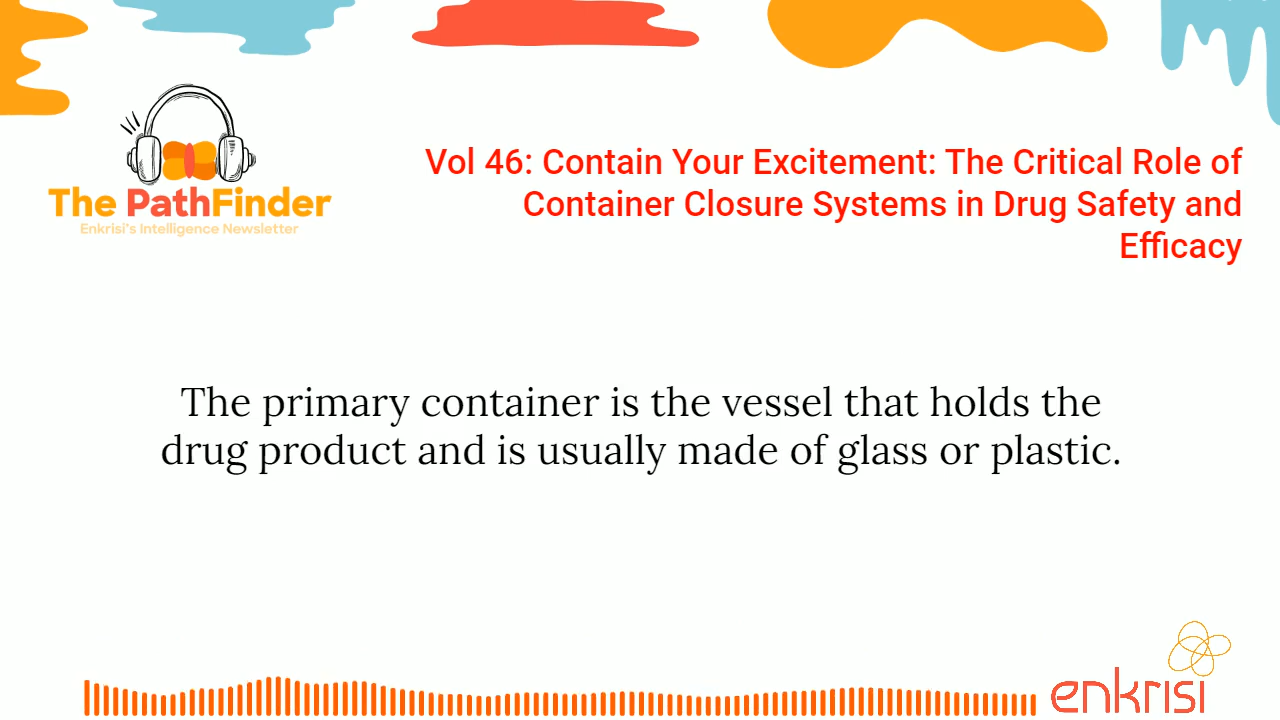 The PathFinder
Enkrisi's Intelligence Newsletter
Vol 46: Contain Your Excitement: The Critical Role of
Container Closure Systems in Drug Safety and
Efficacy
The primary container is the vessel that holds the
drug product and is usually made of glass or plastic.
enkrisi